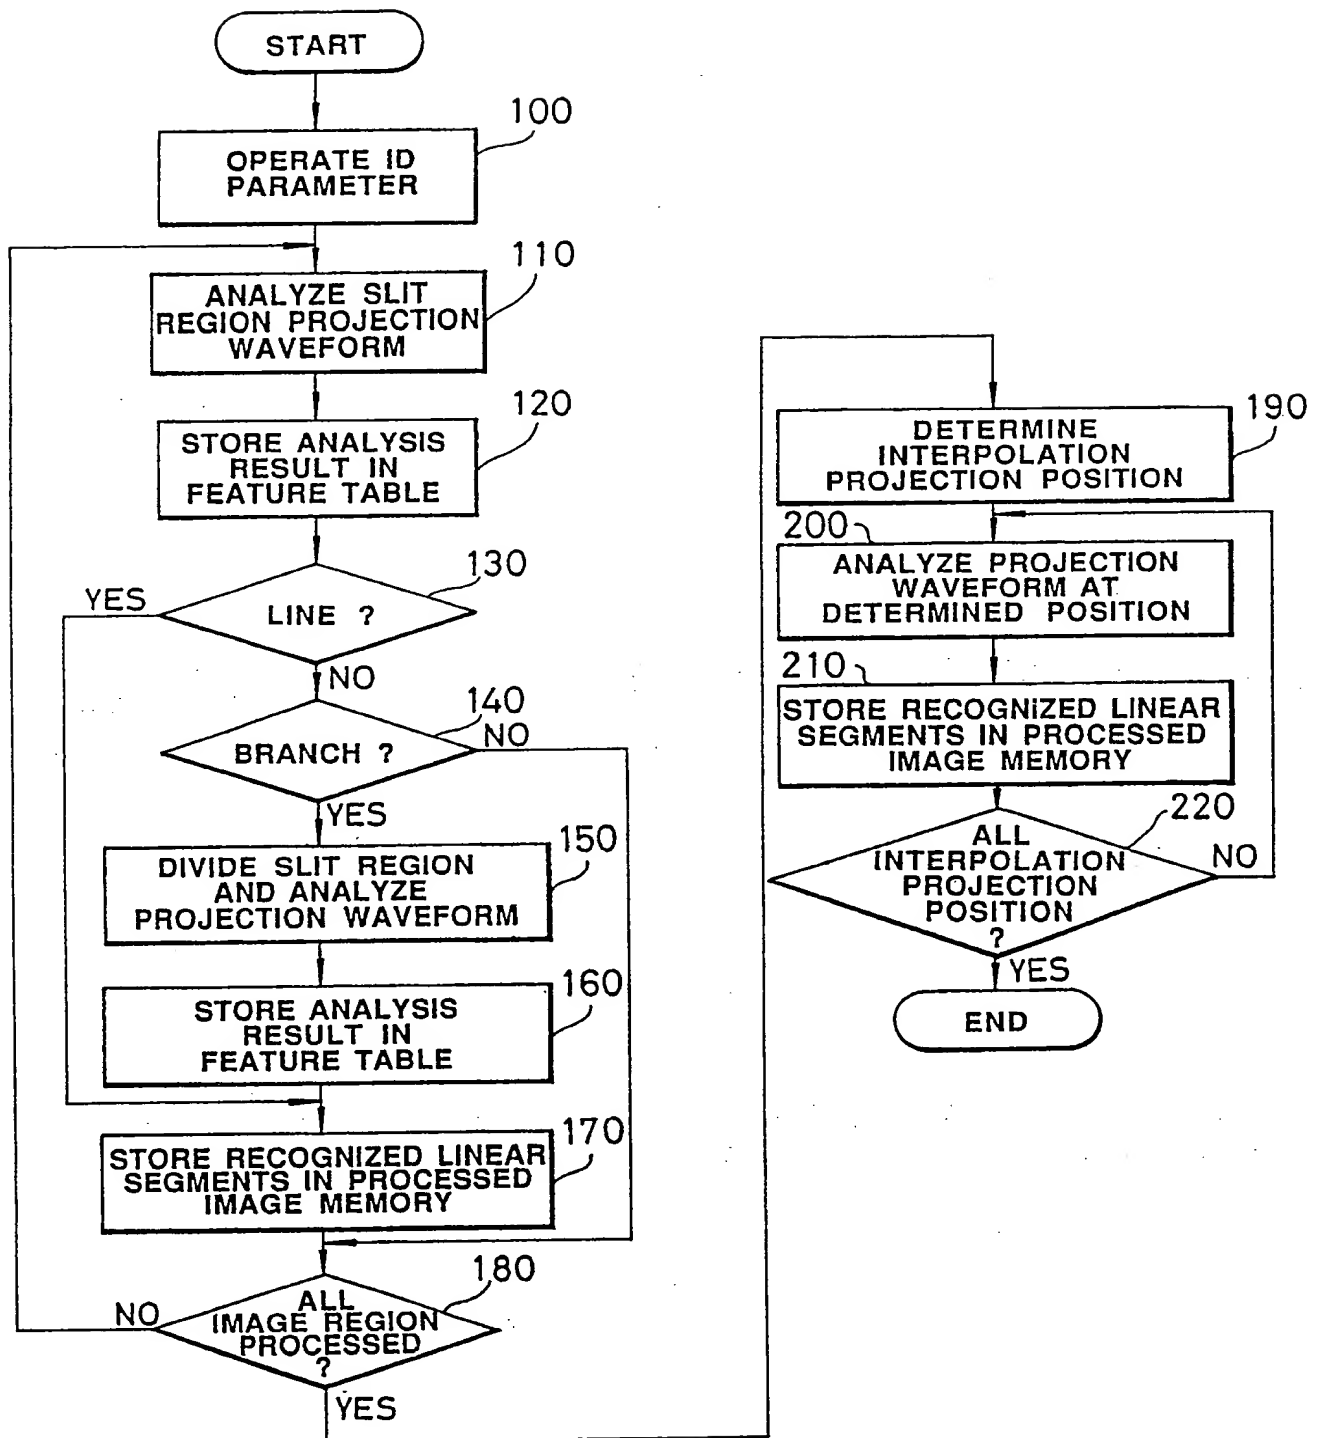 START
100
OPERATE ID
PARAMETER
110
ANALYZE SLIT
REGION PROJECTION
WAVEFORM
120
STORE ANALYSIS
RESULT IN
FEATURE TABLE
130
YES
LINE ?
NO
140
BRANCH ?
NO
YES
150
DIVIDE SLIT REGION
AND ANALYZE
PROJECTION WAVEFORM
160
STORE ANALYSIS
RESULT IN
FEATURE TABLE
170
STORE RECOGNIZED LINEAR
SEGMENTS IN PROCESSED
IMAGE MEMORY
180
NO
ALL
IMAGE REGION
PROCESSED
?
YES
190
DETERMINE
INTERPOLATION
PROJECTION POSITION
200
ANALYZE PROJECTION
WAVEFORM AT
DETERMINED POSITION
210
STORE RECOGNIZED LINEAR
SEGMENTS IN PROCESSED
IMAGE MEMORY
220
ALL
INTERPOLATION
PROJECTION
POSITION
?
NO
YES
END